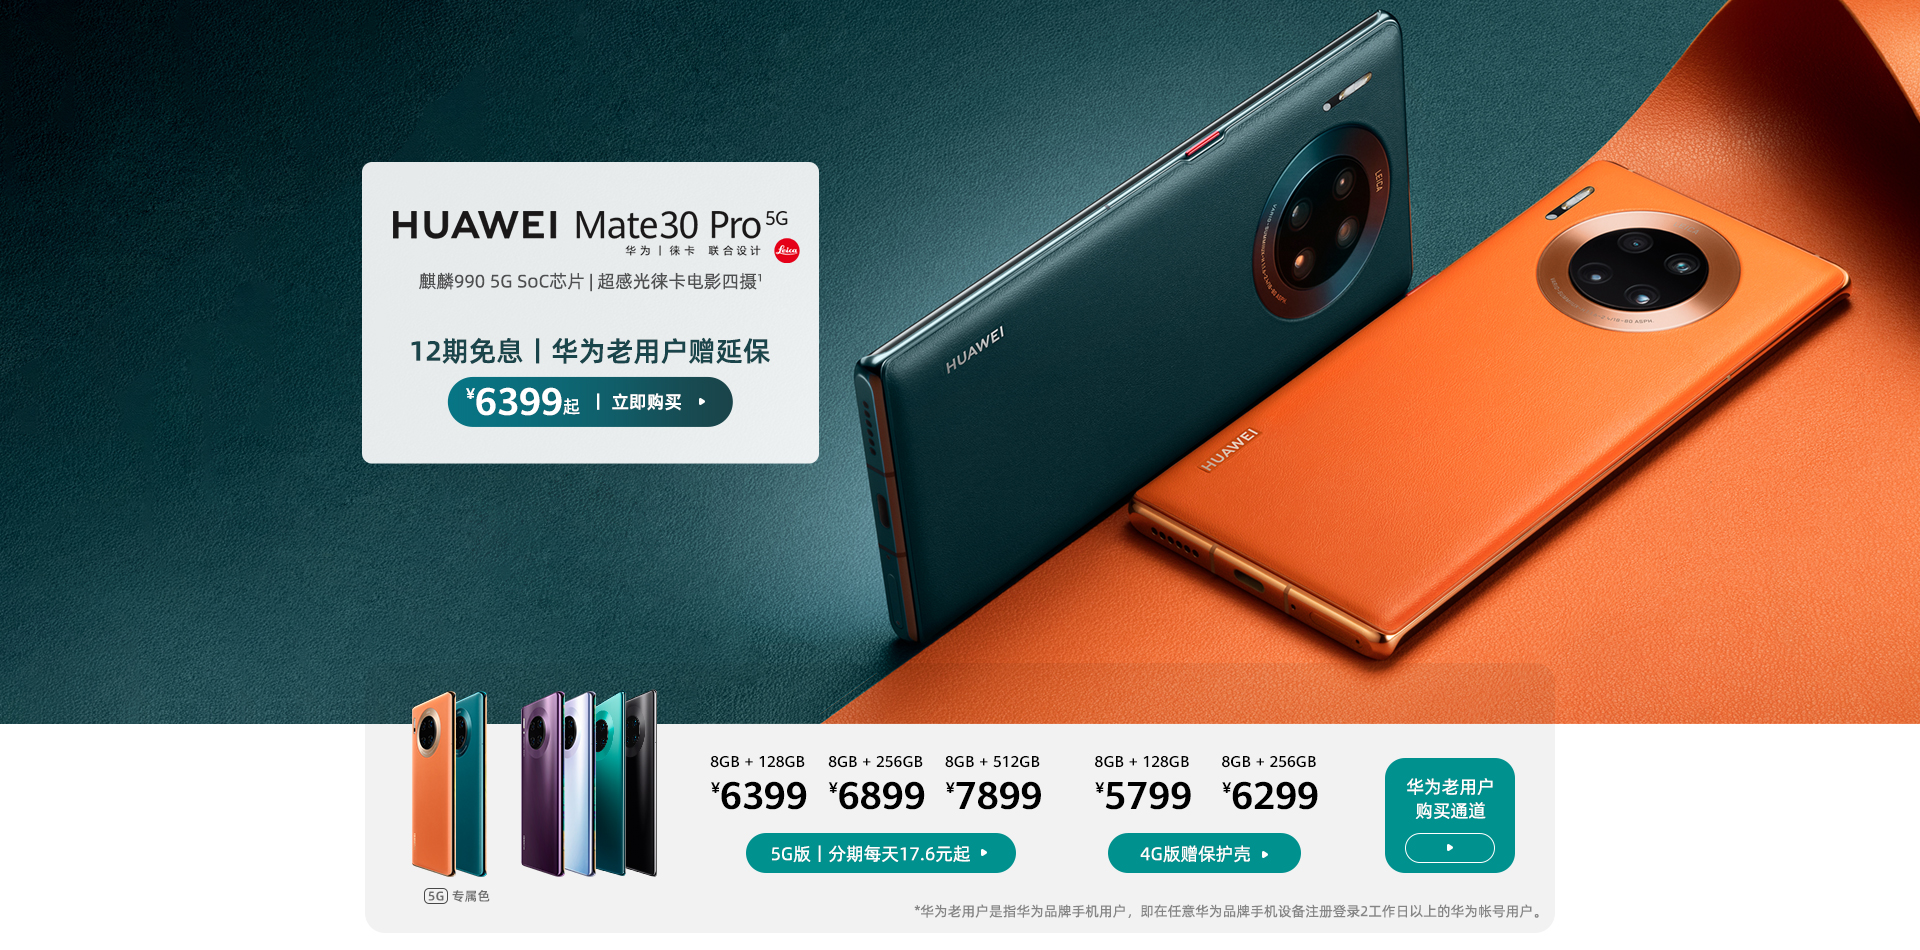 HUAWEI Mate30 Pro 5G
华为 | 徕卡 联合设计 Leica
麒麟990 5G SoC芯片 | 超感光徕卡电影四摄1
12期免息 | 华为老用户赠延保
¥6399起 | 立即购买
HUAWEI
LEICA
HUAWEI
8GB + 128GB 8GB + 256GB 8GB + 512GB
¥6399 ¥6899 ¥7899
5G版 | 分期每天17.6元起
8GB + 128GB 8GB + 256GB
¥5799 ¥6299
4G版赠保护壳
华为老用户
购买通道
5G 专属色
*华为老用户是指华为品牌手机用户，即在任意华为品牌手机设备注册登录2工作日以上的华为帐号用户。